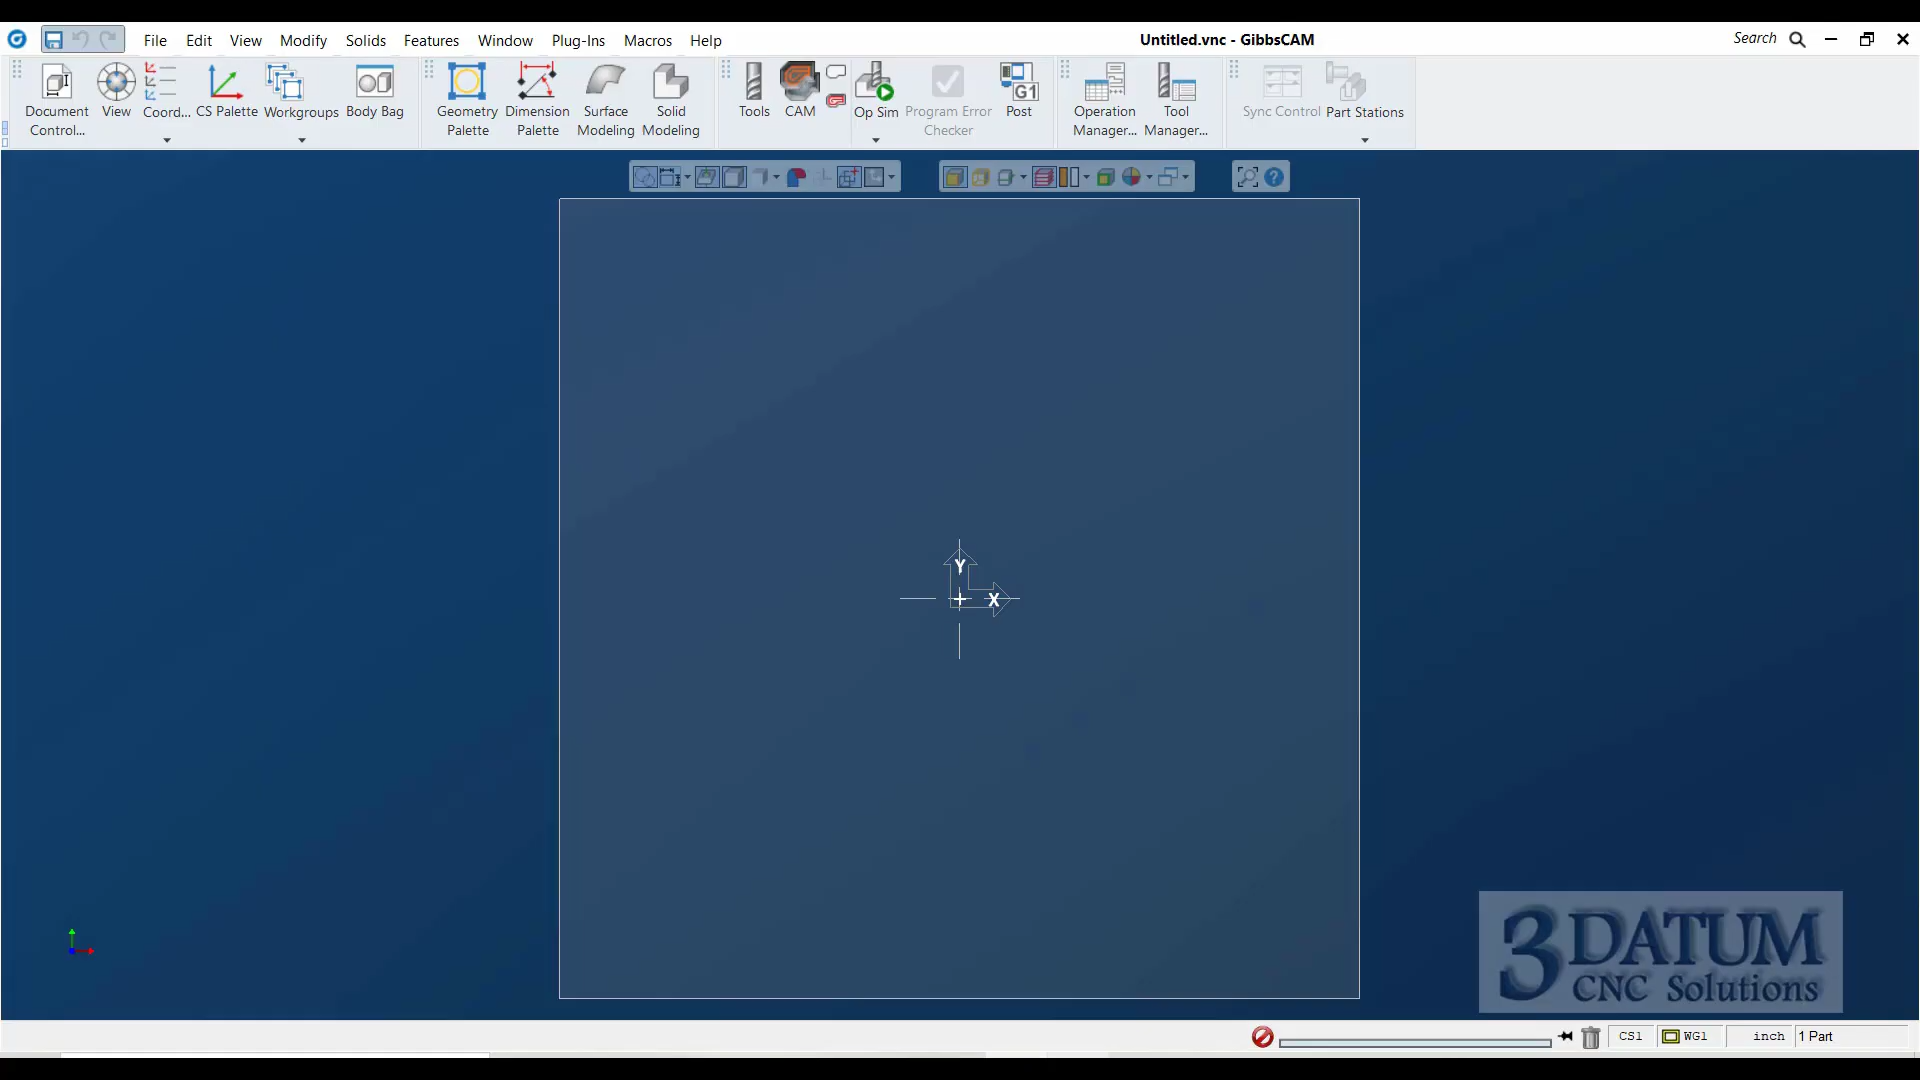 File Edit View Modify Solids Features Window Plug-Ins Macros Help
Untitled.vnc - GibbsCAM
Search
Document Control...
View
Coord...
CS Palette
Workgroups
Body Bag
Geometry Palette
Dimension Palette
Surface Modeling
Solid Modeling
Tools
CAM
Op Sim
Program Error Checker
G1
Post
Operation Manager...
Tool Manager...
Sync Control
Part Stations
Y
X
3DATUM
CNC Solutions
CS1
WG1
inch
1 Part